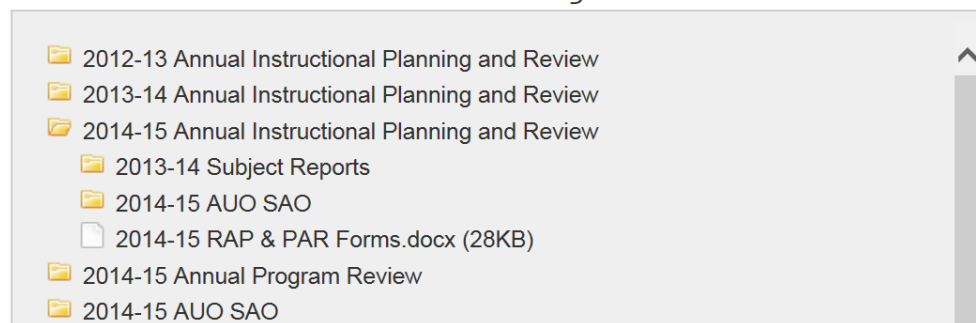 2012-13 Annual Instructional Planning and Review
2013-14 Annual Instructional Planning and Review
2014-15 Annual Instructional Planning and Review
2013-14 Subject Reports
2014-15 AUO SAO
2014-15 RAP & PAR Forms.docx (28KB)
2014-15 Annual Program Review
2014-15 AUO SAO